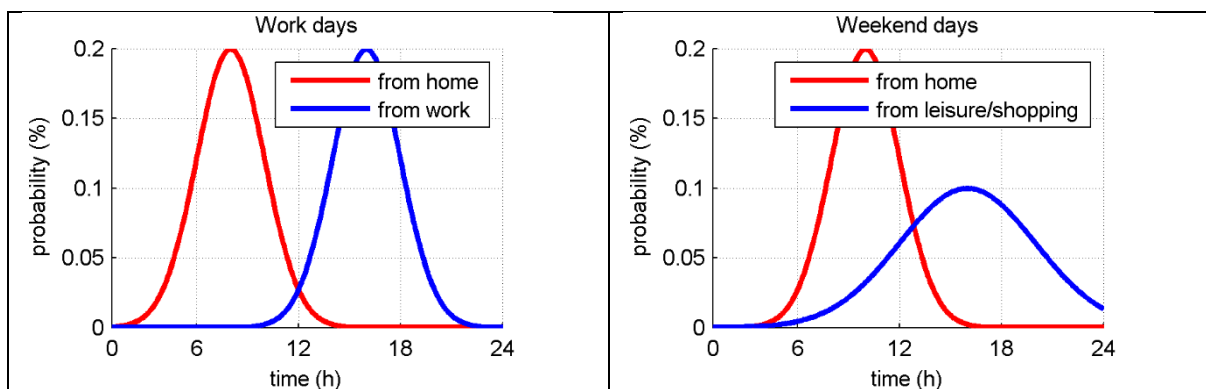 Work days
0.2
0.15
0.1
0.05
0
probability (%)
from home
from work
0
6
12
18
24
time (h)
Weekend days
0.2
0.15
0.1
0.05
0
probability (%)
from home
from leisure/shopping
0
6
12
18
24
time (h)